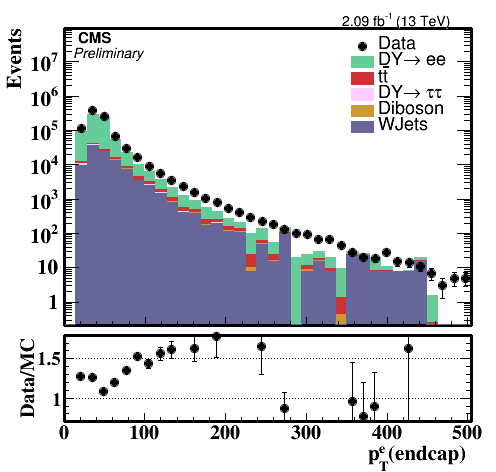 2.09 fb⁻¹ (13 TeV)
CMS
Preliminary
Events
Data
DY→ ee
tt̄
DY→ ττ
Diboson
WJets
10⁷
10⁶
10⁵
10⁴
10³
10²
10
1
Data/MC
1.5
1
0 100 200 300 400 500
p_T^e(endcap)